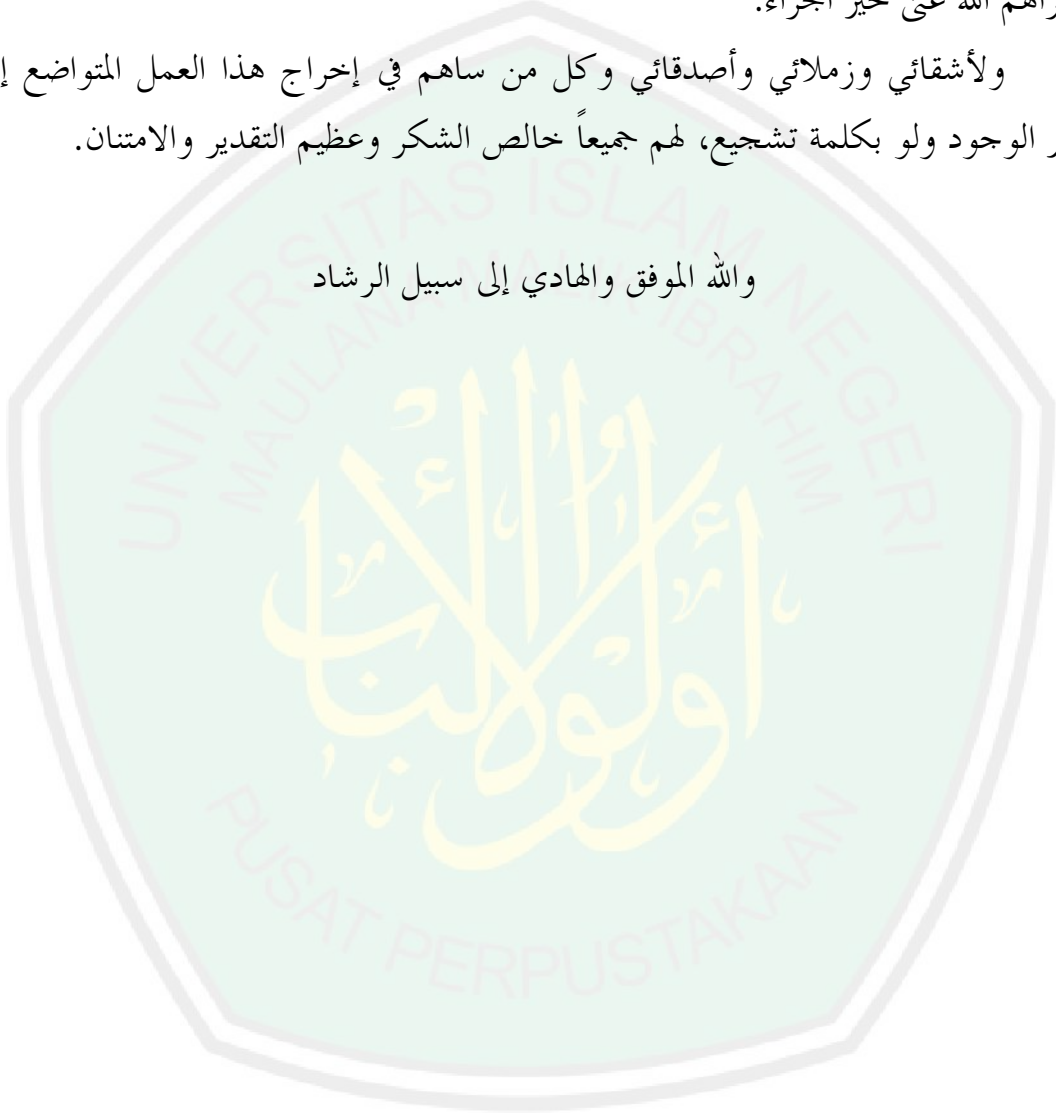 الله عنى خير الجزاء.
ولأشقائي وزملائي وأصدقائي وكل من ساهم في إخراج هذا العمل المتواضع
الوجود ولو بكلمة تشجيع، لهم جميعاً خالص الشكر وعظيم التقدير والامتنان.
والله الموفق والهادي إلى سبيل الرشاد
UNIVERSITAS ISLAM NEGERI
MAULANA MALIK IBRAHIM
أولو الألباب
PUSAT PERPUSTAKAAN